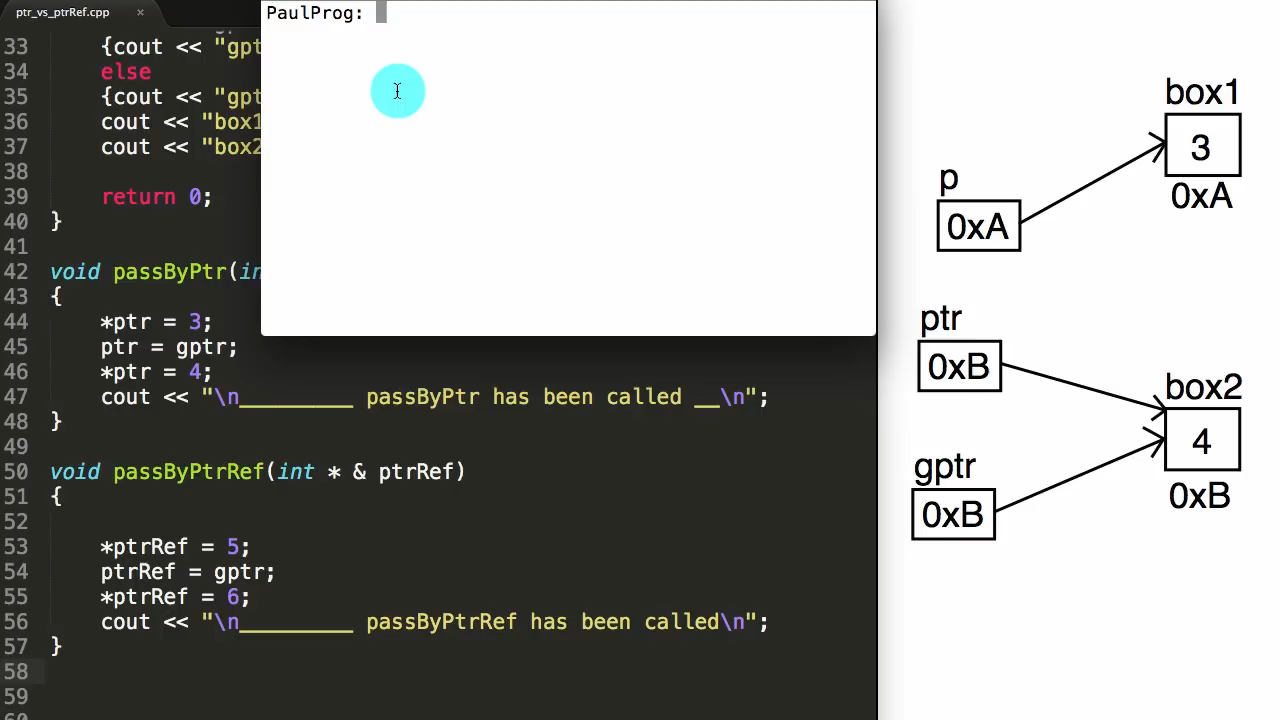 ptr_vs_ptrRef.cpp ×
PaulProg:
33 {cout << "gpt
34 else
35 {cout << "gpt
36 cout << "box1
37 cout << "box2
38
39 return 0;
40 }
41
42 void passByPtr(in
43 {
44 *ptr = 3;
45 ptr = gptr;
46 *ptr = 4;
47 cout << "\n_________ passByPtr has been called __\n";
48 }
49
50 void passByPtrRef(int * & ptrRef)
51 {
52
53 *ptrRef = 5;
54 ptrRef = gptr;
55 *ptrRef = 6;
56 cout << "\n_________ passByPtrRef has been called\n";
57 }
58
59
60
box1
3
0xA
p
0xA
ptr
0xB
box2
4
0xB
gptr
0xB